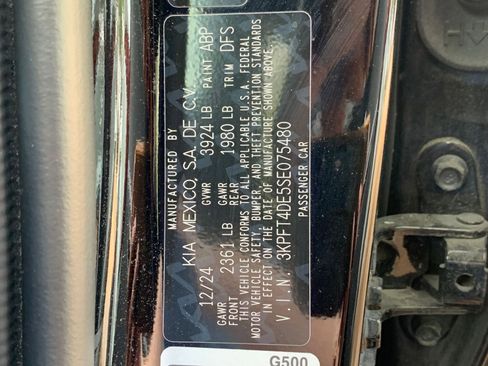 MANUFACTURED BY
KIA MEXICO, S.A. DE C.V.
12/24 GVWR 3924 LB PAINT ABP
GAWR FRONT 2361 LB GAWR REAR 1980 LB TRIM DFS
THIS VEHICLE CONFORMS TO ALL APPLICABLE U.S.A. FEDERAL
MOTOR VEHICLE SAFETY, BUMPER, AND THEFT PREVENTION STANDARDS
IN EFFECT ON THE DATE OF MANUFACTURE SHOWN ABOVE.
V.I.N. 3KPFT4DE5SE075480
PASSENGER CAR
G500